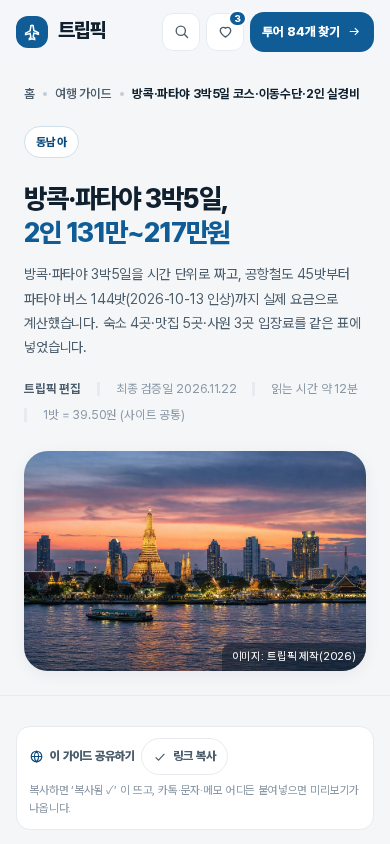 트립픽
3
투어 84개 찾기 →
홈 • 여행 가이드 • 방콕·파타야 3박5일 코스·이동수단·2인 실경비
동남아
방콕·파타야 3박5일,
2인 131만~217만원
방콕·파타야 3박5일을 시간 단위로 짜고, 공항철도 45밧부터
파타야 버스 144밧(2026-10-13 인상)까지 실제 요금으로
계산했습니다. 숙소 4곳·맛집 5곳·사원 3곳 입장료를 같은 표에
넣었습니다.
트립픽 편집 | 최종 검증일 2026.11.22 | 읽는 시간 약 12분
| 1밧 = 39.50원 (사이트 공통)
이미지: 트립픽 제작(2026)
이 가이드 공유하기 ✓ 링크 복사
복사하면 '복사됨 ✓' 이 뜨고, 카톡·문자·메모 어디든 붙여넣으면 미리보기가
나옵니다.